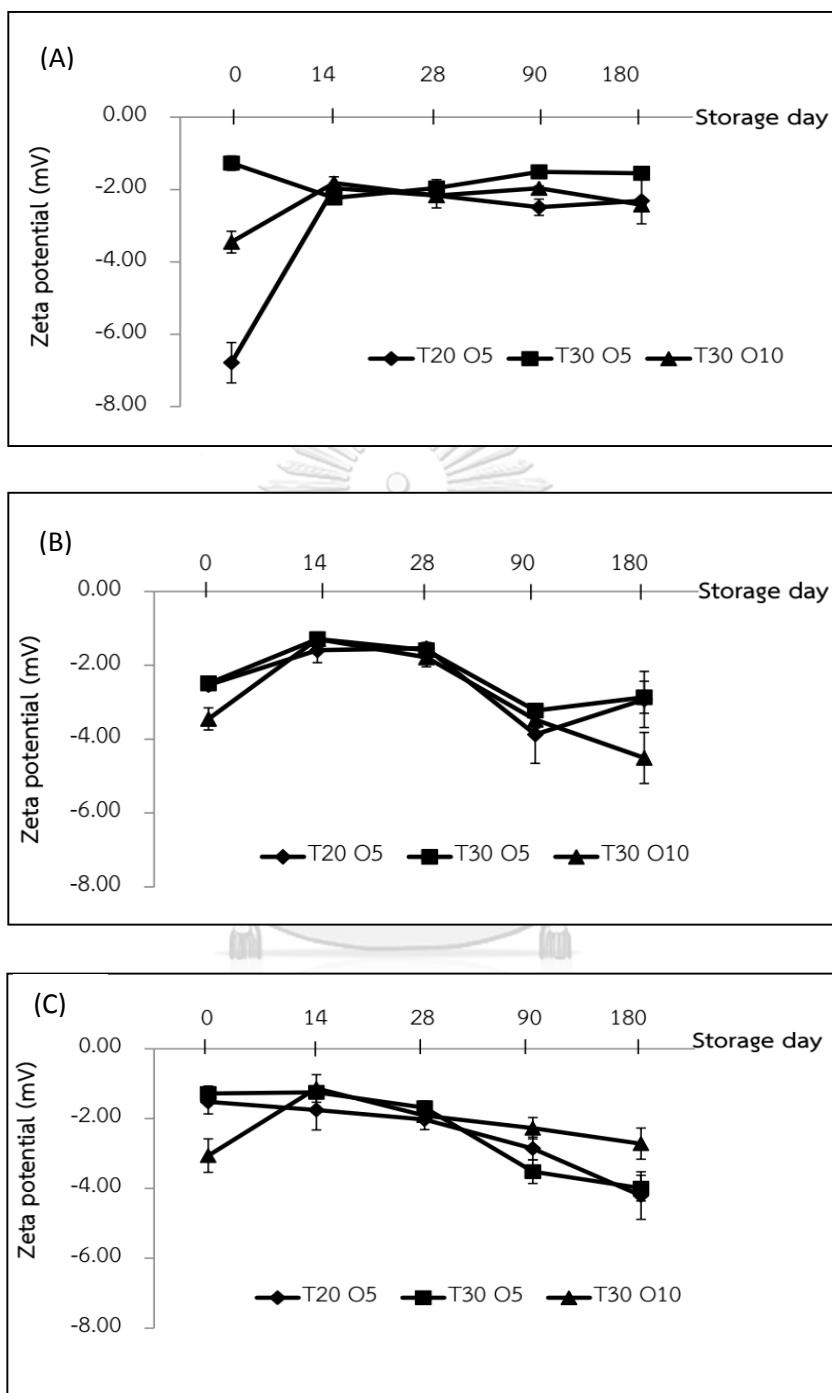 (A)
0 14 28 90 180
Storage day
0.00
-2.00
-4.00
-6.00
-8.00
Zeta potential (mV)
T20 O5 T30 O5 T30 O10
(B)
0 14 28 90 180
Storage day
0.00
-2.00
-4.00
-6.00
-8.00
Zeta potential (mV)
T20 O5 T30 O5 T30 O10
(C)
0 14 28 90 180
Storage day
0.00
-2.00
-4.00
-6.00
-8.00
Zeta potential (mV)
T20 O5 T30 O5 T30 O10